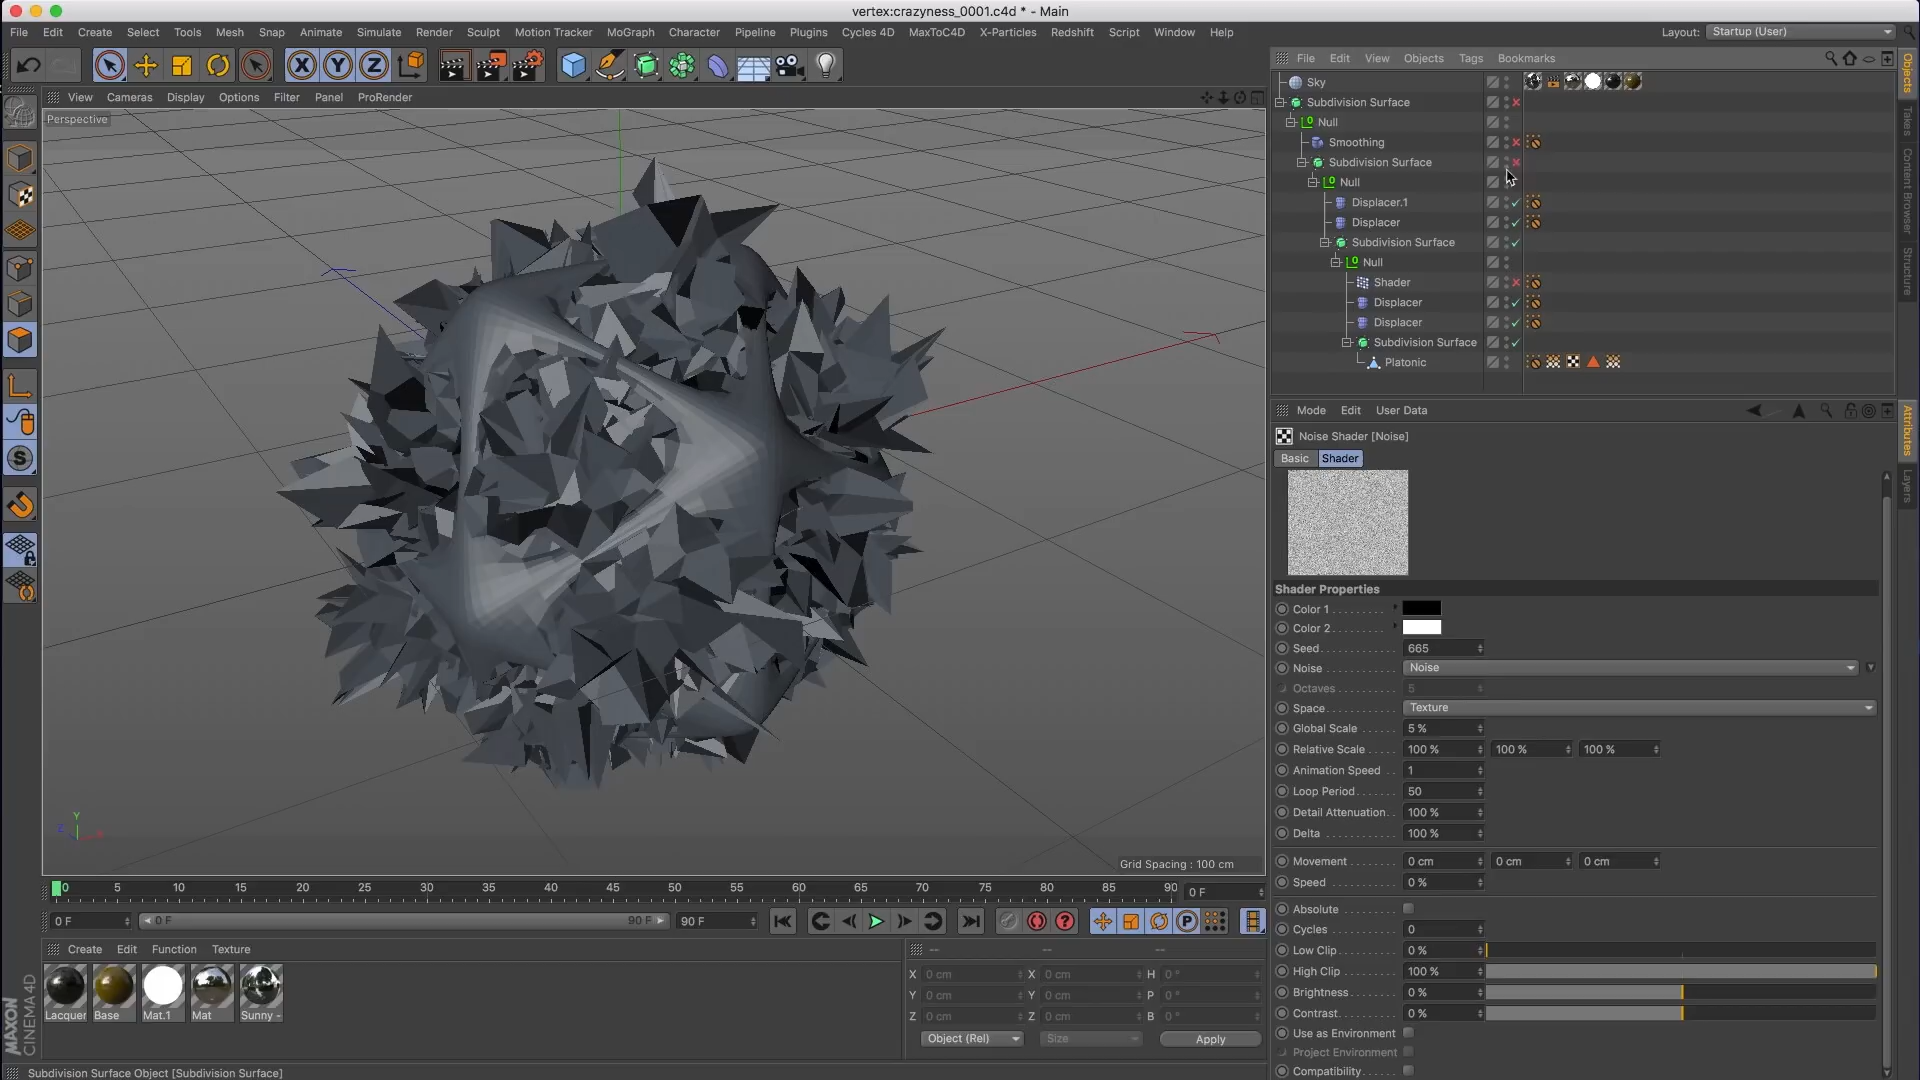 vertex:crazyness_0001.c4d * - Main
File Edit Create Select Tools Mesh Snap Animate Simulate Render Sculpt Motion Tracker MoGraph Character Pipeline Plugins Cycles 4D MaxToC4D X-Particles Redshift Script Window Help
Layout: Startup (User)
X Y Z
File Edit View Objects Tags Bookmarks
View Cameras Display Options Filter Panel ProRender
Perspective
Sky
Subdivision Surface
Null
Smoothing
Subdivision Surface
Null
Displacer.1
Displacer
Subdivision Surface
Null
Shader
Displacer
Displacer
Subdivision Surface
Platonic
Objects
Takes
Content Browser
Structure
Mode Edit User Data
Noise Shader [Noise]
Basic Shader
Attributes
Layers
Shader Properties
Color 1
Color 2
Seed 665
Noise Noise
Octaves 5
Space Texture
Global Scale 5 %
Relative Scale 100 % 100 % 100 %
Animation Speed 1
Loop Period 50
Detail Attenuation 100 %
Delta 100 %
Movement 0 cm 0 cm 0 cm
Speed 0 %
Absolute
Cycles 0
Low Clip 0 %
High Clip 100 %
Brightness 0 %
Contrast 0 %
Use as Environment
Project Environment
Compatibility
Y
Z X
Grid Spacing : 100 cm
0 5 10 15 20 25 30 35 40 45 50 55 60 65 70 75 80 85 90 0 F
0 F 0 F 90 F 90 F
Create Edit Function Texture
Lacquer Base Mat.1 Mat Sunny -
-- -- --
X 0 cm X 0 cm H 0 °
Y 0 cm Y 0 cm P 0 °
Z 0 cm Z 0 cm B 0 °
Object (Rel) Size Apply
MAXON
CINEMA 4D
Subdivision Surface Object [Subdivision Surface]